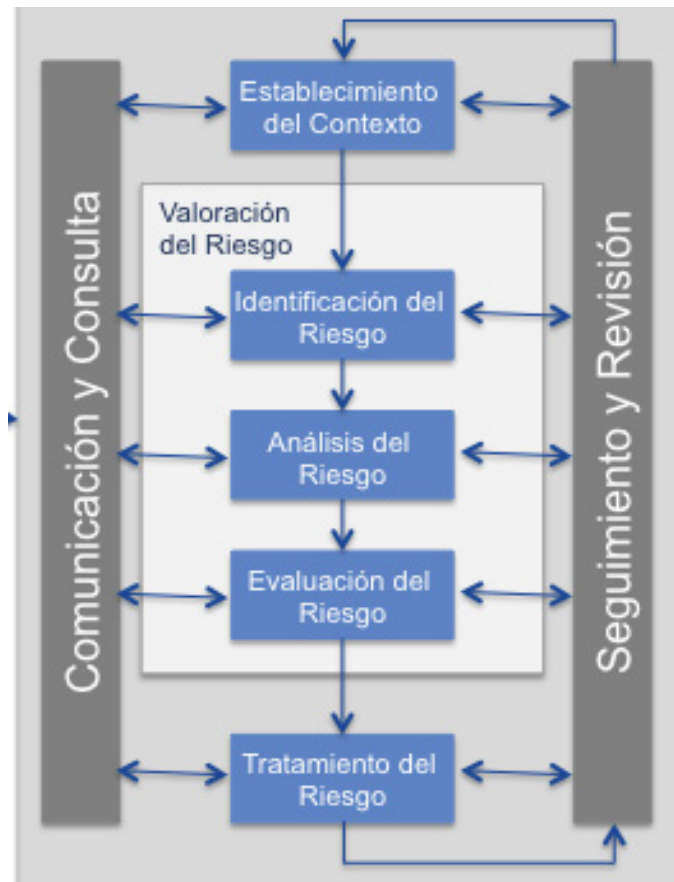 Establecimiento
del Contexto
Comunicación y Consulta
Valoración
del Riesgo
Identificación del
Riesgo
Análisis del
Riesgo
Evaluación del
Riesgo
Tratamiento del
Riesgo
Seguimiento y Revisión